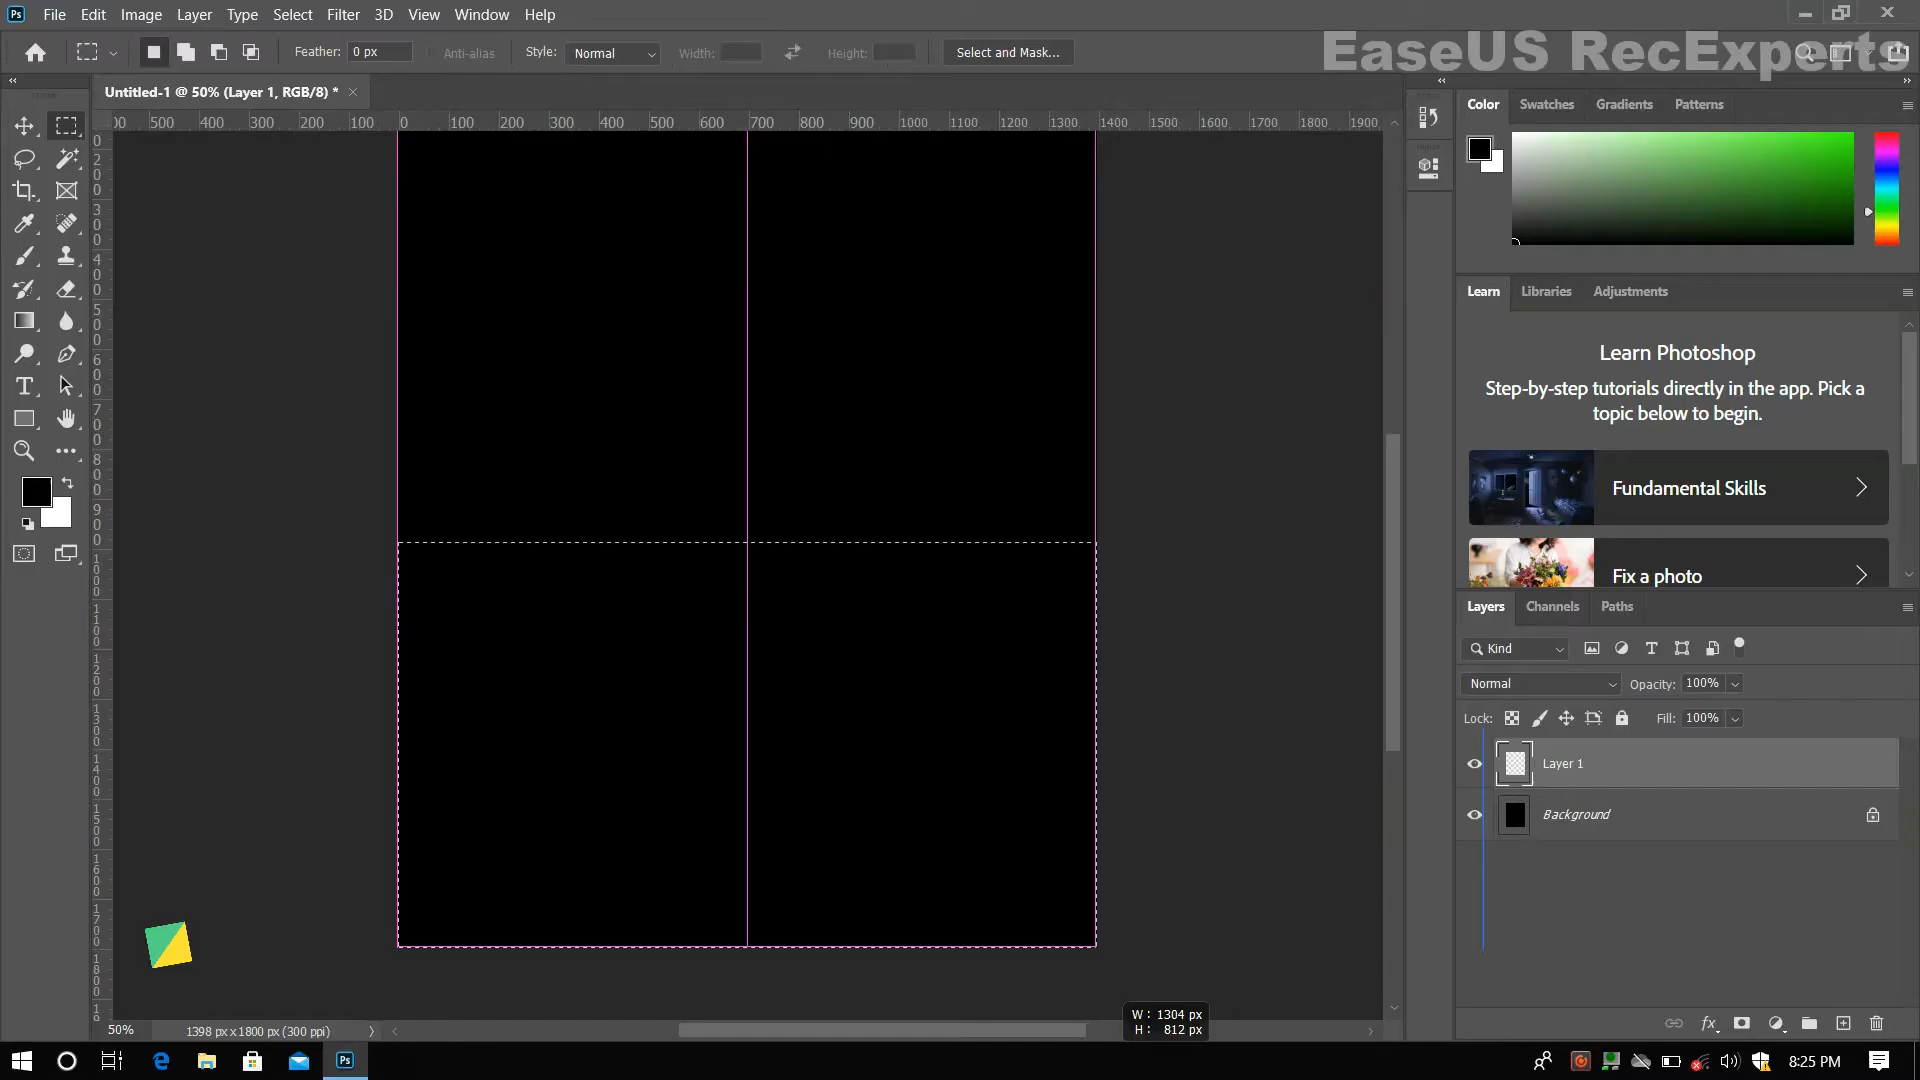 Ps File Edit Image Layer Type Select Filter 3D View Window Help
Feather: 0 px Anti-alias Style: Normal Width: Height: Select and Mask...
EaseUS RecExperts
Untitled-1 @ 50% (Layer 1, RGB/8) *
500 400 300 200 100 0 100 200 300 400 500 600 700 800 900 1000 1100 1200 1300 1400 1500 1600 1700 1800 1900
Color Swatches Gradients Patterns
Learn Libraries Adjustments
Learn Photoshop
Step-by-step tutorials directly in the app. Pick a
topic below to begin.
Fundamental Skills
Fix a photo
Layers Channels Paths
Kind
Normal Opacity: 100%
Lock: Fill: 100%
Layer 1
Background
W: 1304 px
H: 812 px
50% 1398 px x 1800 px (300 ppi)
Ps 8:25 PM